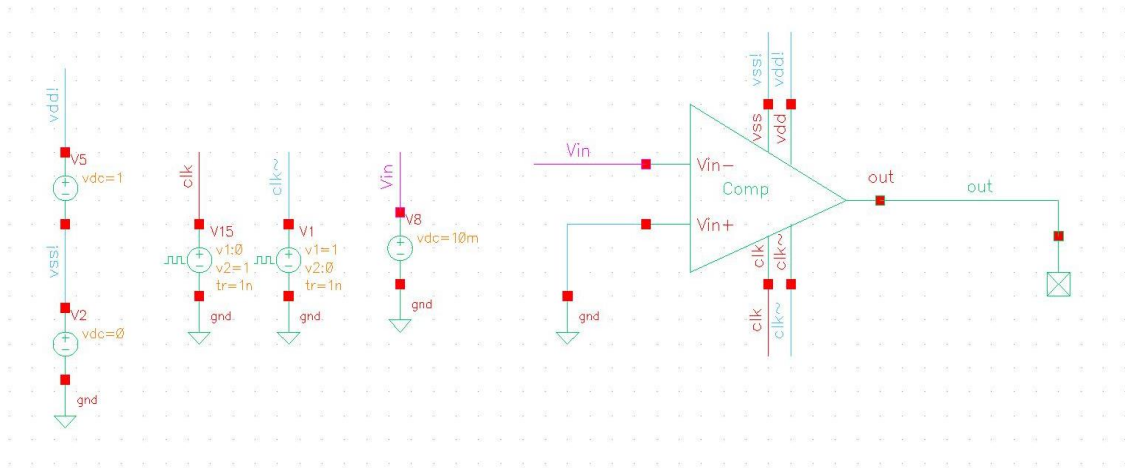 vdd!
V5
vdc=1
vss!
V2
vdc=0
gnd
clk
V15
v1:0
v2=1
tr=1n
gnd
clk~
V1
v1=1
v2:0
tr=1n
gnd
Vin
V8
vdc=10m
gnd
Vin
gnd
vss!
vdd!
vss
vdd
Vin-
Comp
Vin+
clk
clk~
clk
clk~
out
out